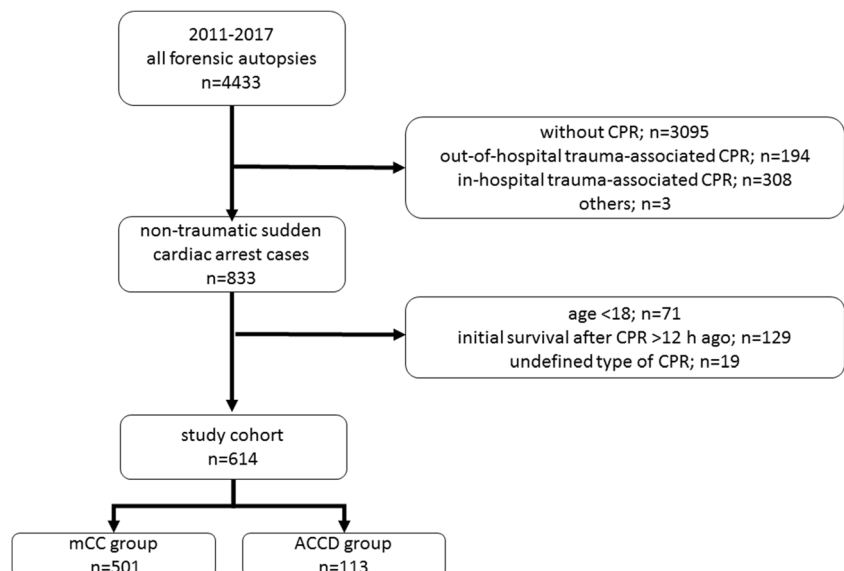 2011-2017
all forensic autopsies
n=4433
without CPR; n=3095
out-of-hospital trauma-associated CPR; n=194
in-hospital trauma-associated CPR; n=308
others; n=3
non-traumatic sudden
cardiac arrest cases
n=833
age <18; n=71
initial survival after CPR >12 h ago; n=129
undefined type of CPR; n=19
study cohort
n=614
mCC group
n=501
ACCD group
n=113